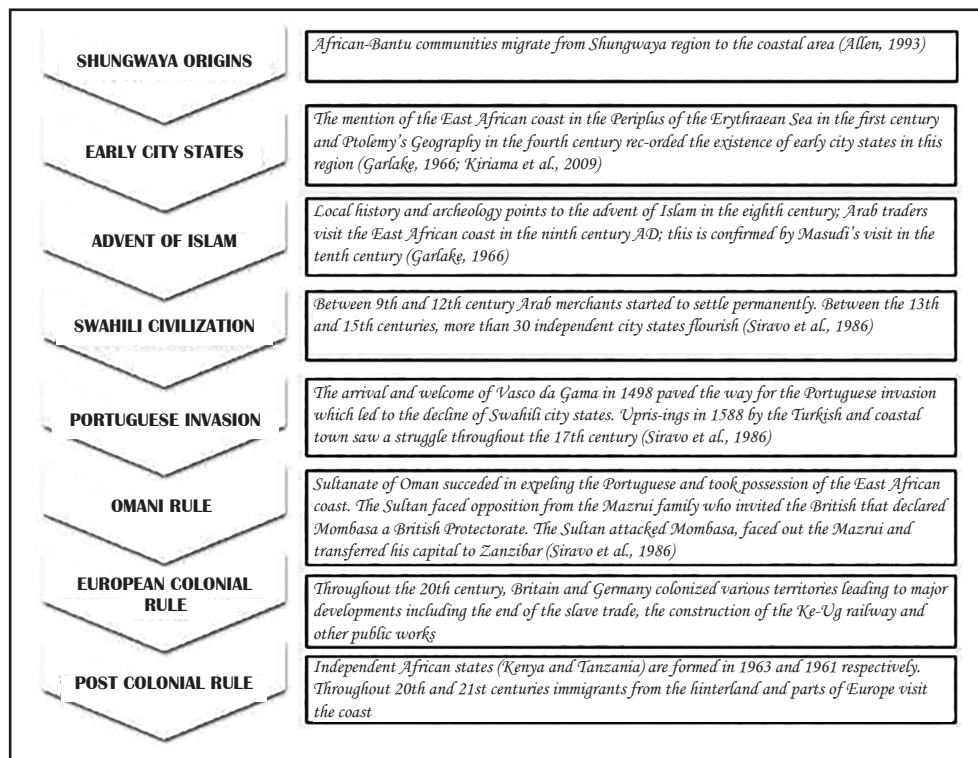 SHUNGWAYA ORIGINS
African-Bantu communities migrate from Shungwaya region to the coastal area (Allen, 1993)
EARLY CITY STATES
The mention of the East African coast in the Periplus of the Erythraean Sea in the first century
and Ptolemy's Geography in the fourth century rec-orded the existence of early city states in this
region (Garlake, 1966; Kiriama et al., 2009)
ADVENT OF ISLAM
Local history and archeology points to the advent of Islam in the eighth century; Arab traders
visit the East African coast in the ninth century AD; this is confirmed by Masudi's visit in the
tenth century (Garlake, 1966)
SWAHILI CIVILIZATION
Between 9th and 12th century Arab merchants started to settle permanently. Between the 13th
and 15th centuries, more than 30 independent city states flourish (Siravo et al., 1986)
PORTUGUESE INVASION
The arrival and welcome of Vasco da Gama in 1498 paved the way for the Portuguese invasion
which led to the decline of Swahili city states. Upris-ings in 1588 by the Turkish and coastal
town saw a struggle throughout the 17th century (Siravo et al., 1986)
OMANI RULE
Sultanate of Oman succeded in expeling the Portuguese and took possession of the East African
coast. The Sultan faced opposition from the Mazrui family who invited the British that declared
Mombasa a British Protectorate. The Sultan attacked Mombasa, faced out the Mazrui and
transferred his capital to Zanzibar (Siravo et al., 1986)
EUROPEAN COLONIAL
RULE
Throughout the 20th century, Britain and Germany colonized various territories leading to major
developments including the end of the slave trade, the construction of the Ke-Ug railway and
other public works
POST COLONIAL RULE
Independent African states (Kenya and Tanzania) are formed in 1963 and 1961 respectively.
Throughout 20th and 21st centuries immigrants from the hinterland and parts of Europe visit
the coast